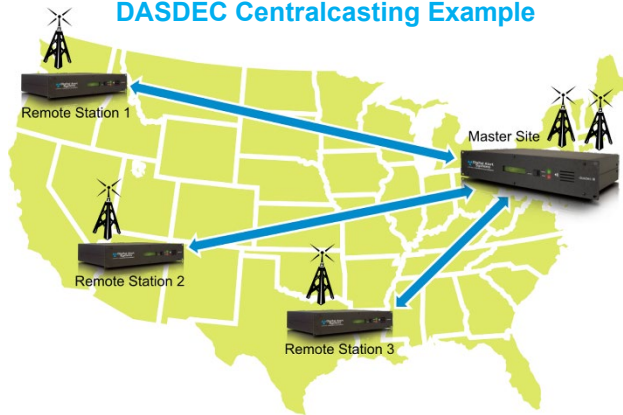 DASDEC Centralcasting Example
Remote Station 1
Master Site
Remote Station 2
Remote Station 3